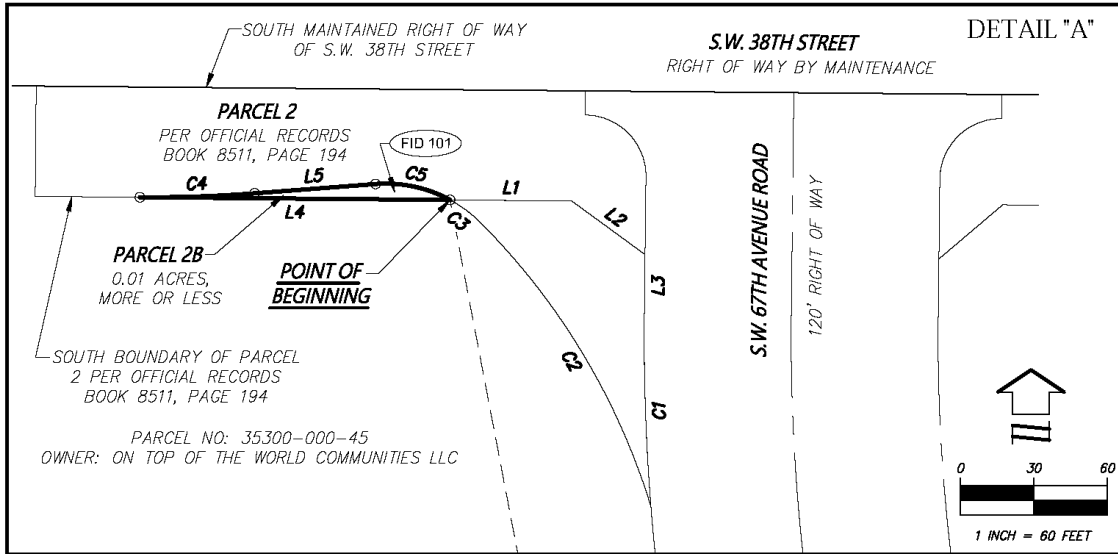 SOUTH MAINTAINED RIGHT OF WAY
OF S.W. 38TH STREET
S.W. 38TH STREET
RIGHT OF WAY BY MAINTENANCE
DETAIL "A"
PARCEL 2
PER OFFICIAL RECORDS
BOOK 8511, PAGE 194
FID 101
C4
L5
C5
L4
L1
L2
C3
PARCEL 2B
0.01 ACRES,
MORE OR LESS
POINT OF
BEGINNING
L3
C2
C1
S.W. 67TH AVENUE ROAD
120' RIGHT OF WAY
SOUTH BOUNDARY OF PARCEL
2 PER OFFICIAL RECORDS
BOOK 8511, PAGE 194
PARCEL NO: 35300-000-45
OWNER: ON TOP OF THE WORLD COMMUNITIES LLC
0 30 60
1 INCH = 60 FEET